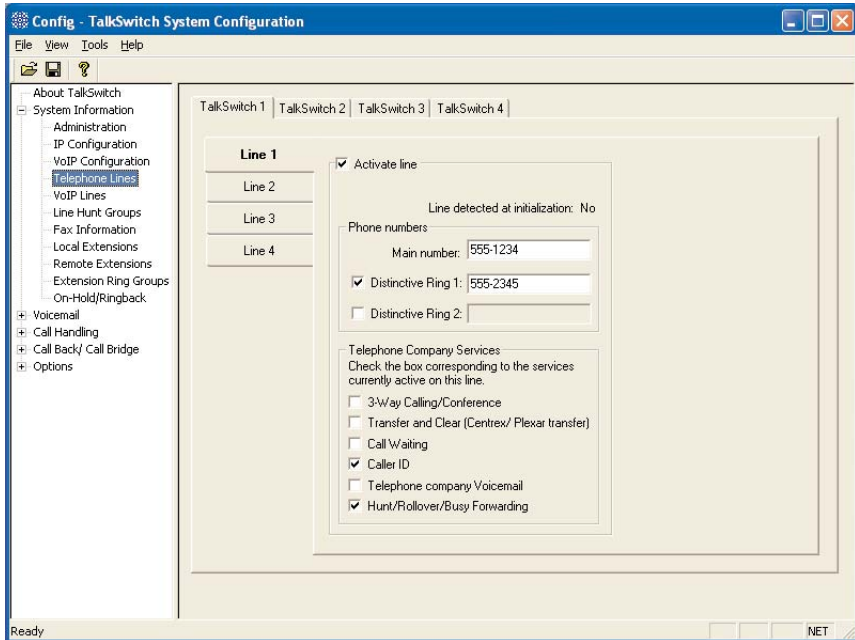 Config - TalkSwitch System Configuration
File View Tools Help
About TalkSwitch
System Information
Administration
IP Configuration
VoIP Configuration
Telephone Lines
VoIP Lines
Line Hunt Groups
Fax Information
Local Extensions
Remote Extensions
Extension Ring Groups
On-Hold/Ringback
Voicemail
Call Handling
Call Back/ Call Bridge
Options
TalkSwitch 1 TalkSwitch 2 TalkSwitch 3 TalkSwitch 4
Line 1
Line 2
Line 3
Line 4
Activate line
Line detected at initialization: No
Phone numbers
Main number: 555-1234
Distinctive Ring 1: 555-2345
Distinctive Ring 2:
Telephone Company Services
Check the box corresponding to the services
currently active on this line.
3-Way Calling/Conference
Transfer and Clear (Centrex/ Plexar transfer)
Call Waiting
Caller ID
Telephone company Voicemail
Hunt/Rollover/Busy Forwarding
Ready NET